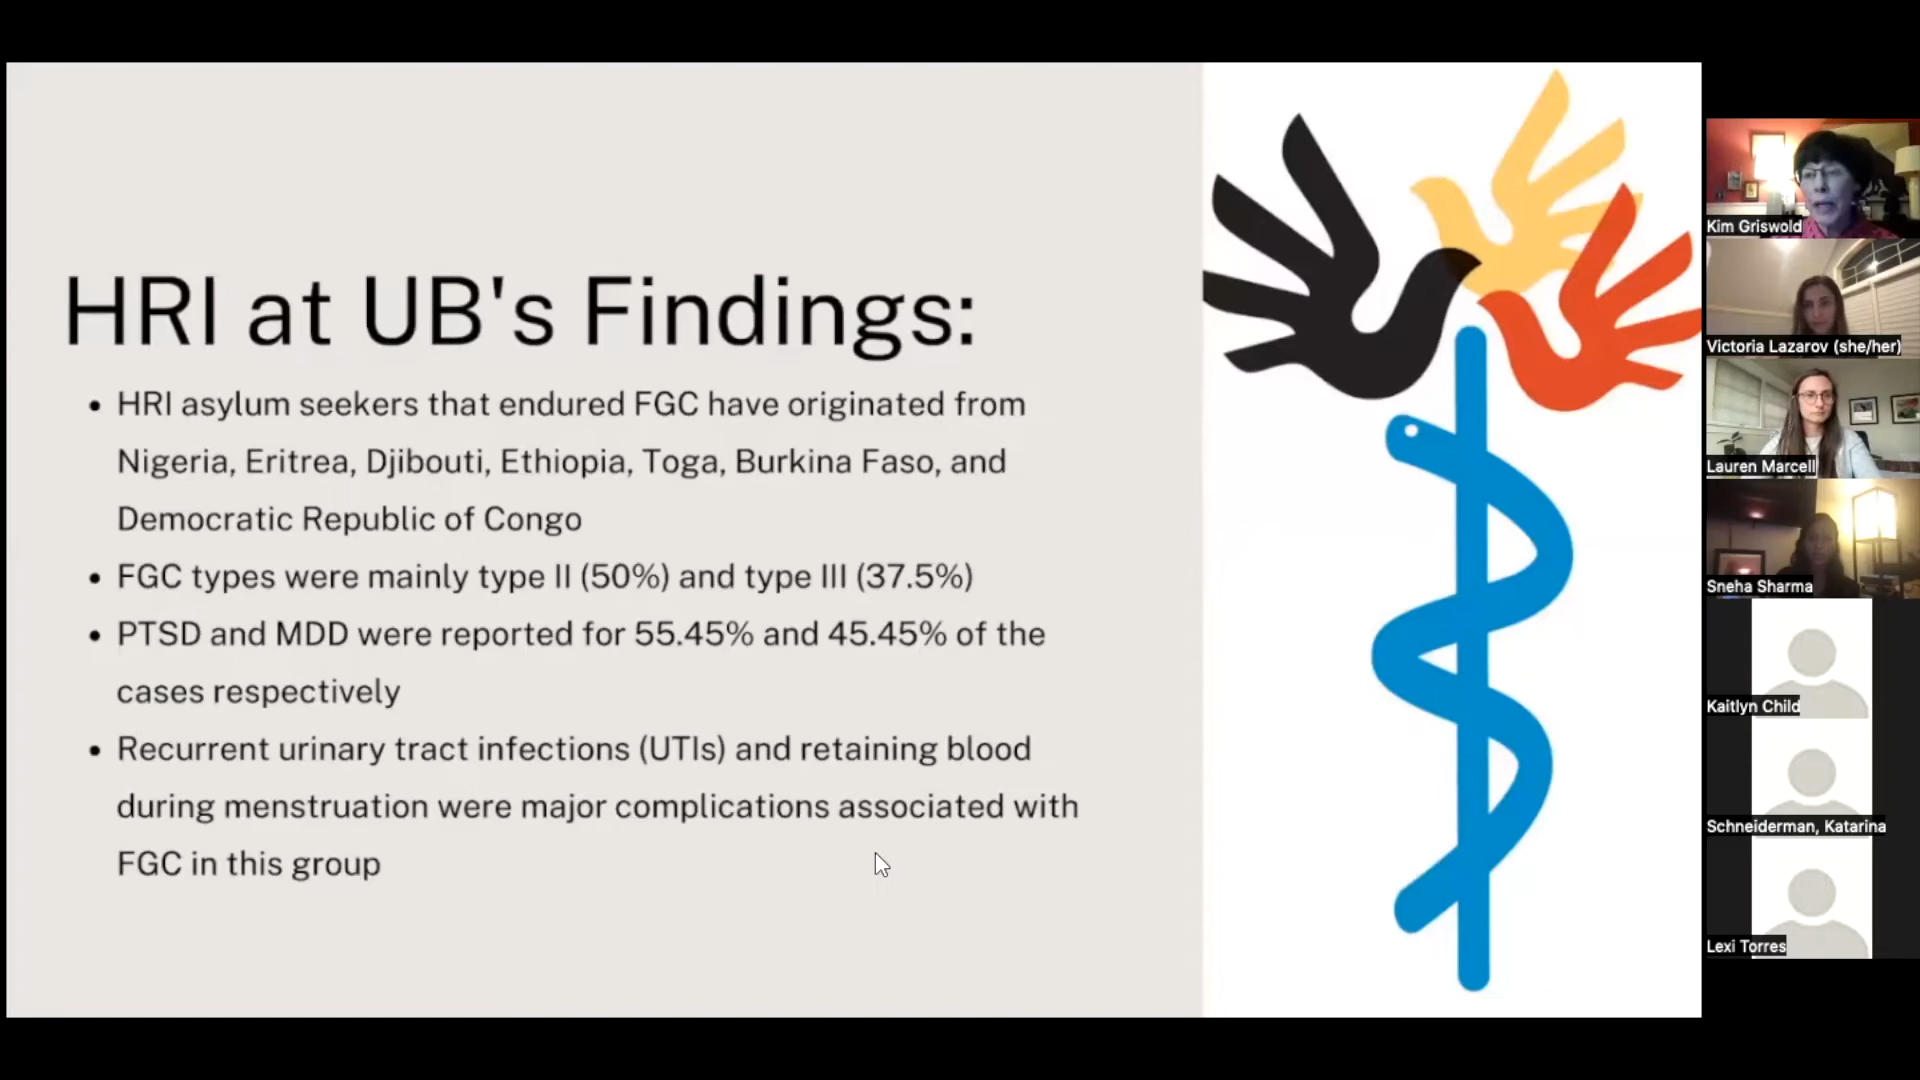 HRI at UB's Findings:
• HRI asylum seekers that endured FGC have originated from
Nigeria, Eritrea, Djibouti, Ethiopia, Toga, Burkina Faso, and
Democratic Republic of Congo
• FGC types were mainly type II (50%) and type III (37.5%)
• PTSD and MDD were reported for 55.45% and 45.45% of the
cases respectively
• Recurrent urinary tract infections (UTIs) and retaining blood
during menstruation were major complications associated with
FGC in this group
Kim Griswold
Victoria Lazarov (she/her)
Lauren Marcell
Sneha Sharma
Kaitlyn Child
Schneiderman, Katarina
Lexi Torres